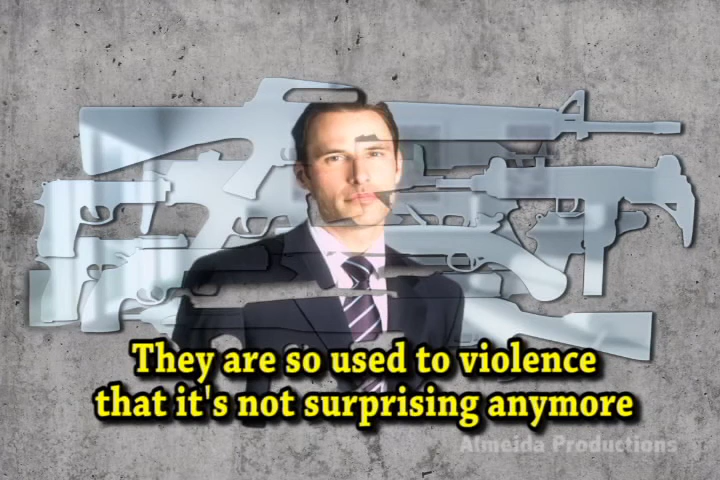 They are so used to violence
that it's not surprising anymore
Almeida Productions